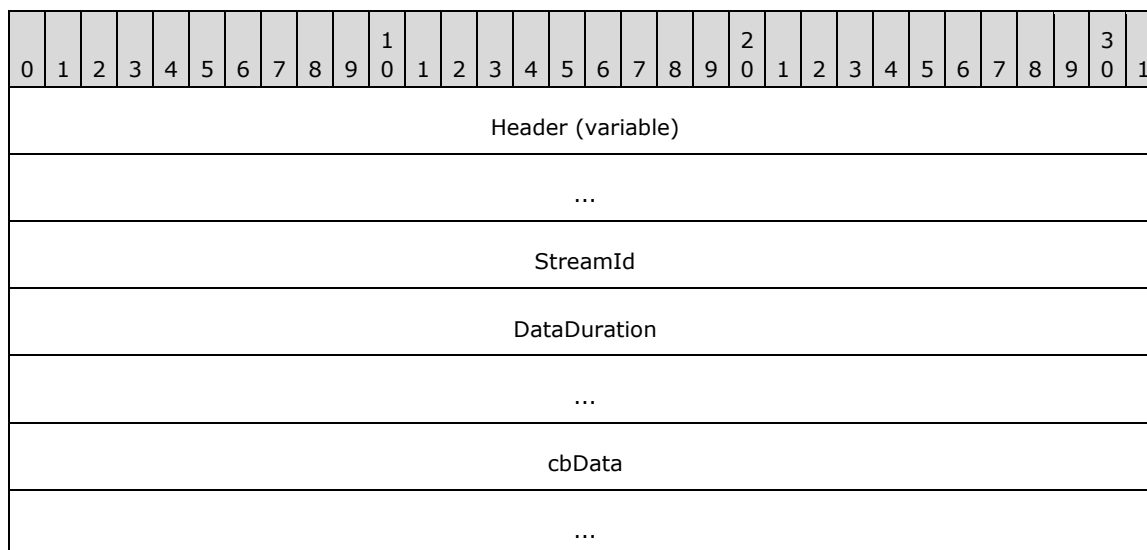 1 2 3
0 1 2 3 4 5 6 7 8 9 0 1 2 3 4 5 6 7 8 9 0 1 2 3 4 5 6 7 8 9 0 1
Header (variable)
...
StreamId
DataDuration
...
cbData
...